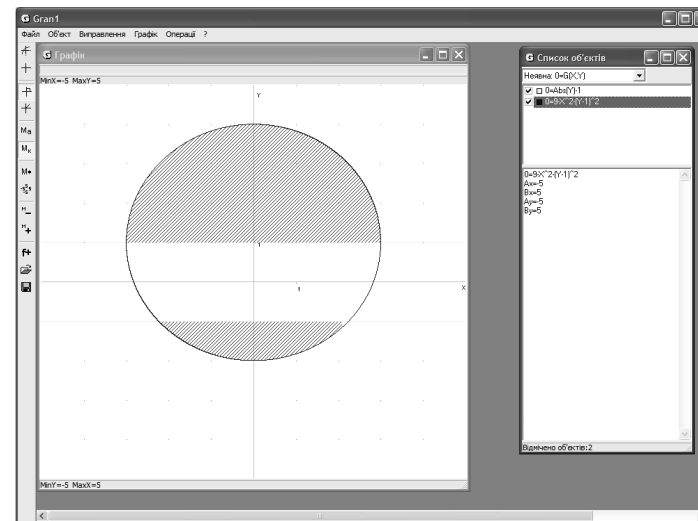 Gran1
Файл Об'єкт Виправлення Графік Операції ?
Графік
MinX=-5 MaxY=5
Y
1
X
1
MinY=-5 MaxX=5
Список об'єктів
Неявна: 0=G(X,Y)
0=Abs(Y)-1
0=9-X^2-(Y-1)^2
0=9-X^2-(Y-1)^2
Ax=-5
Bx=5
Ay=-5
By=5
Відмічено об'єктів:2